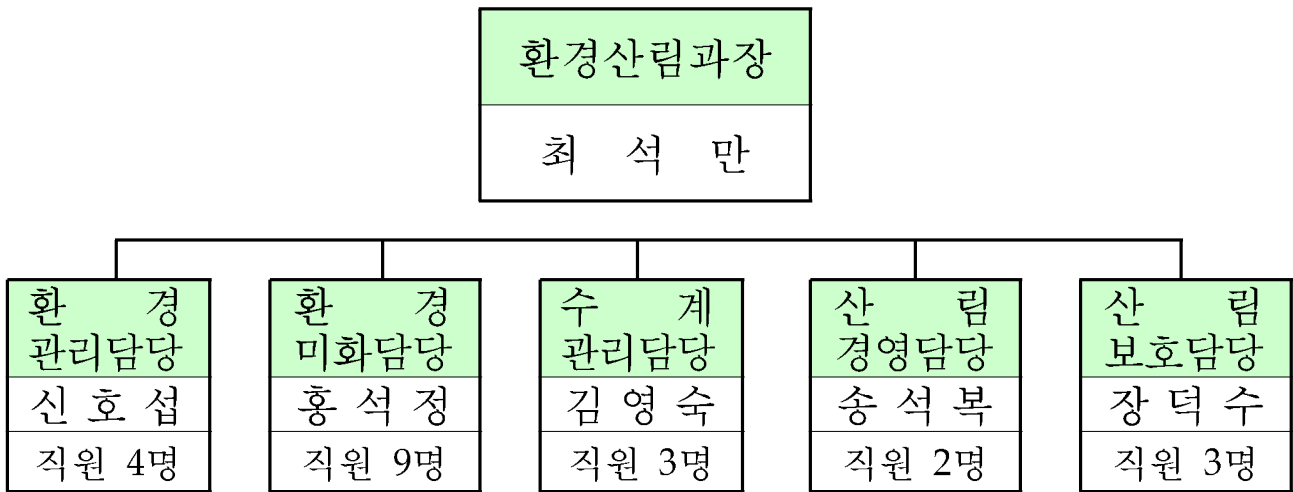 환경산림과장
최 석 만
환 경
관리담당
신 호 섭
직원 4명
환 경
미화담당
홍 석 정
직원 9명
수 계
관리담당
김 영 숙
직원 3명
산 림
경영담당
송 석 복
직원 2명
산 림
보호담당
장 덕 수
직원 3명